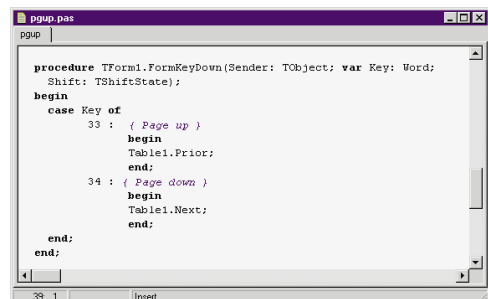 pgup.pas
pgup
procedure TForm1.FormKeyDown(Sender: TObject; var Key: Word;
Shift: TShiftState);
begin
case Key of
33 : { Page up }
begin
Table1.Prior;
end;
34 : { Page down }
begin
Table1.Next;
end;
end;
end;
39: 1 Insert